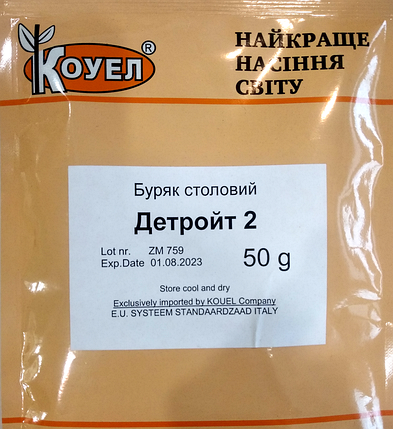 КОУЕЛ®
НАЙКРАЩЕ
НАСІННЯ
СВІТУ
Буряк столовий
Детройт 2
Lot nr. ZM 759
Exp.Date 01.08.2023
50 g
Store cool and dry
Exclusively imported by KOUEL Company
E.U. SYSTEEM STANDAARDZAAD ITALY